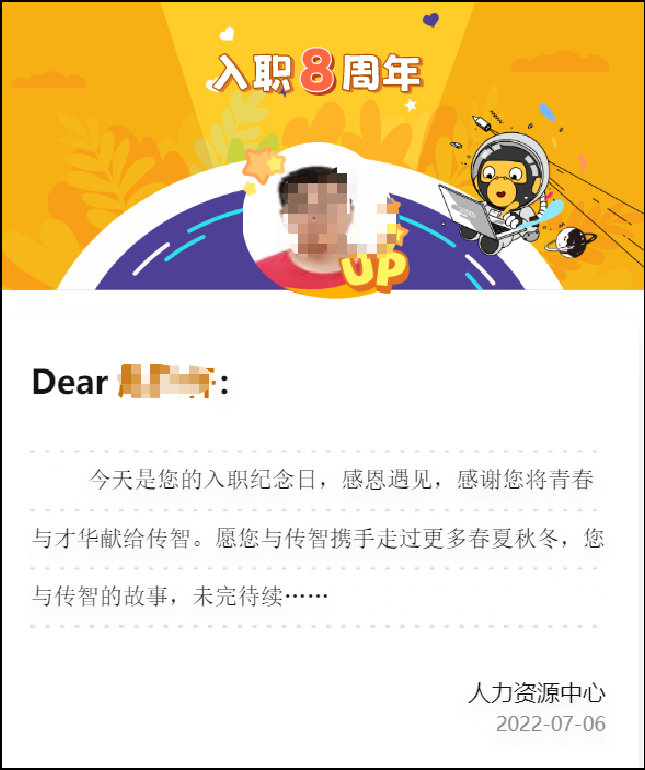 入职8周年
UP
Dear :
今天是您的入职纪念日，感恩遇见，感谢您将青春
与才华献给传智。愿您与传智携手走过更多春夏秋冬，您
与传智的故事，未完待续……
人力资源中心
2022-07-06